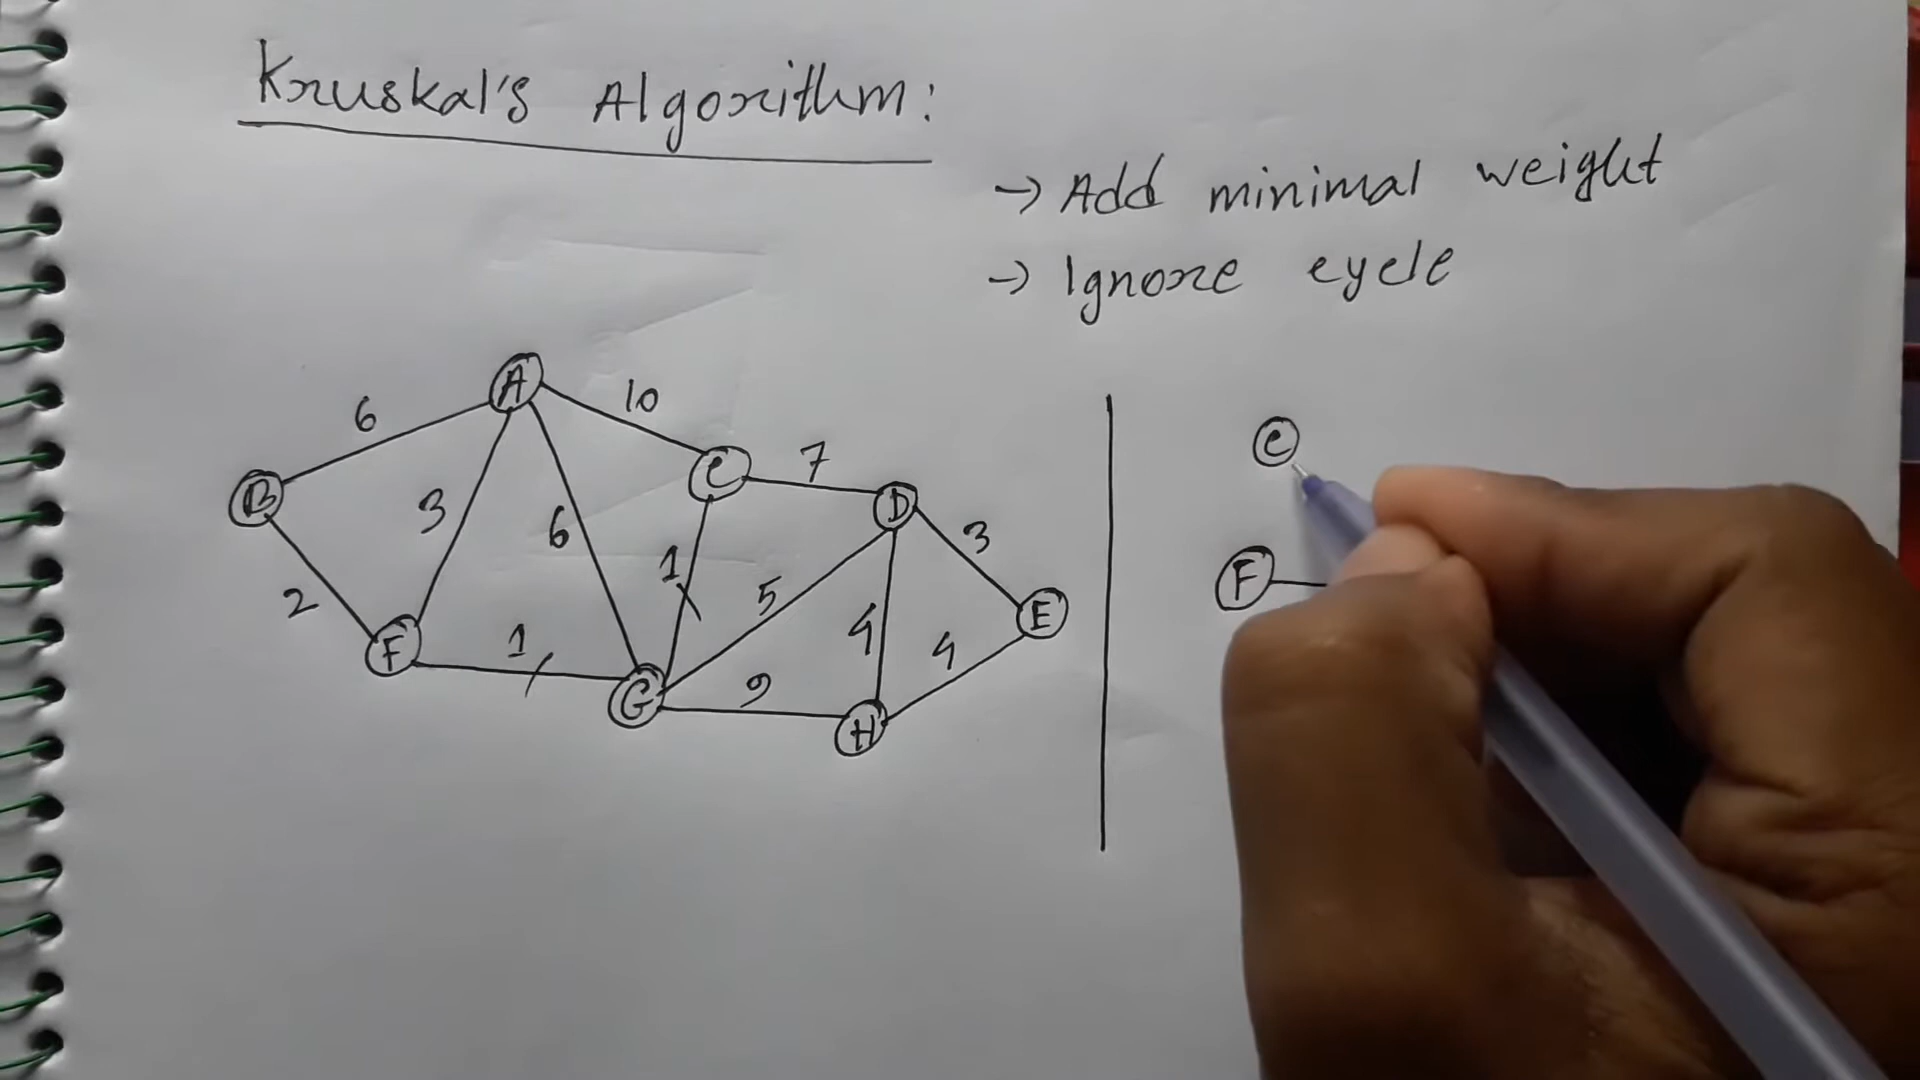 Kruskal's Algorithm:
→ Add minimal weight
→ Ignore cycle
A
6
10
C
7
B
3
6
D
3
1
5
2
4
E
1
F
4
9
G
H
C
F